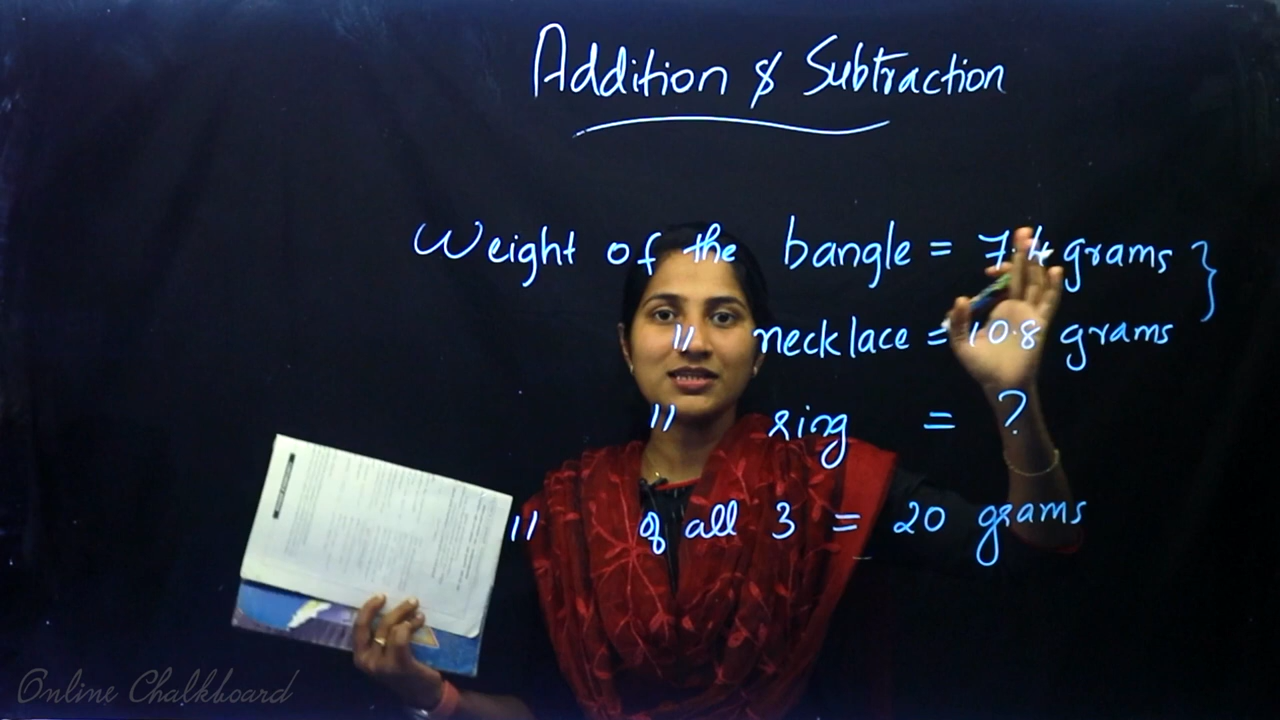 Addition & Subtraction
Weight of the bangle = 7.4 grams }
" necklace = 10.8 grams
" ring = ?
" of all 3 = 20 grams
Online Chalkboard